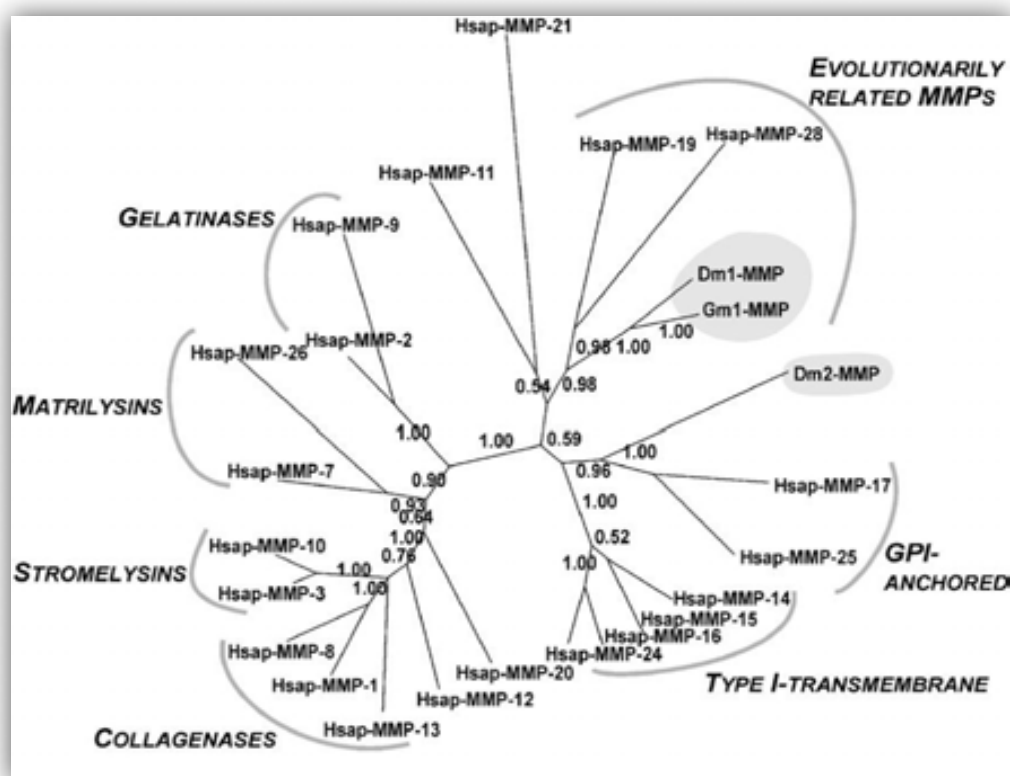 Hsap-MMP-21
EVOLUTIONARILY
RELATED MMPS
Hsap-MMP-28
Hsap-MMP-19
Hsap-MMP-11
GELATINASES
Hsap-MMP-9
Dm1-MMP
Gm1-MMP
1.00
0.98
1.00
Hsap-MMP-2
Hsap-MMP-26
Dm2-MMP
0.54
0.98
MATRILYSINS
1.00
1.00
0.59
1.00
0.96
Hsap-MMP-7
0.90
Hsap-MMP-17
0.93
0.64
1.00
1.00
0.52
Hsap-MMP-10
0.76
Hsap-MMP-25
GPI-
ANCHORED
STROMELYSINS
1.00
1.00
1.00
Hsap-MMP-3
Hsap-MMP-14
Hsap-MMP-15
Hsap-MMP-16
Hsap-MMP-24
Hsap-MMP-8
Hsap-MMP-20
Hsap-MMP-1
Hsap-MMP-12
TYPE I-TRANSMEMBRANE
Hsap-MMP-13
COLLAGENASES